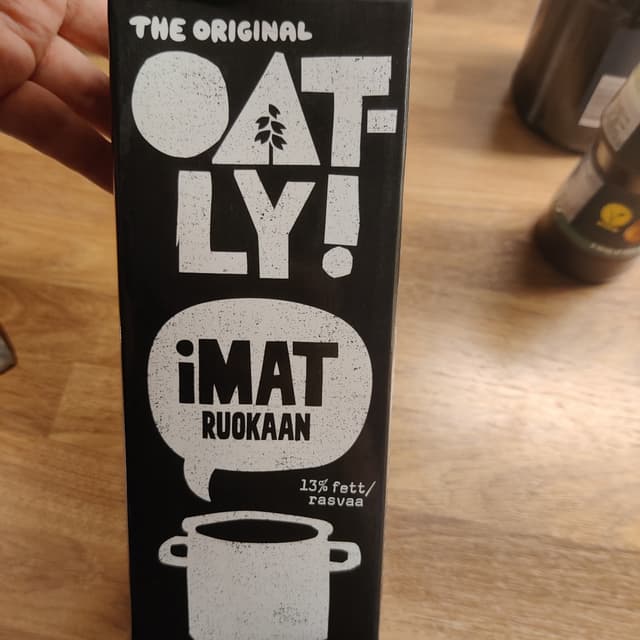 THE ORIGINAL
OAT-
LY!
iMAT
RUOKAAN
13% fett/
rasvaa